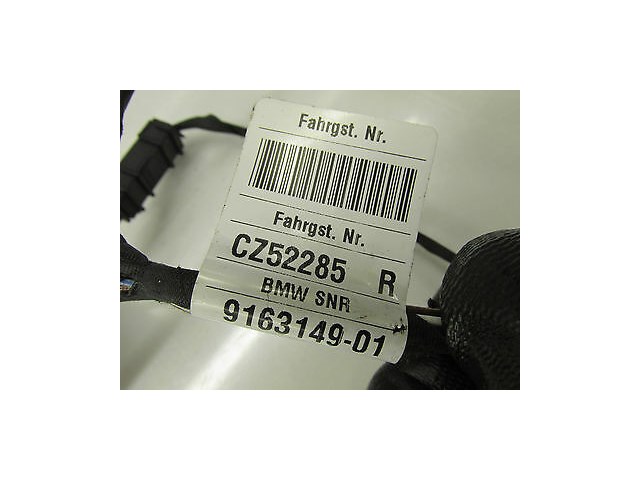 Fahrgst. Nr.
Fahrgst. Nr.
CZ52285 R
BMW SNR
9163149-01